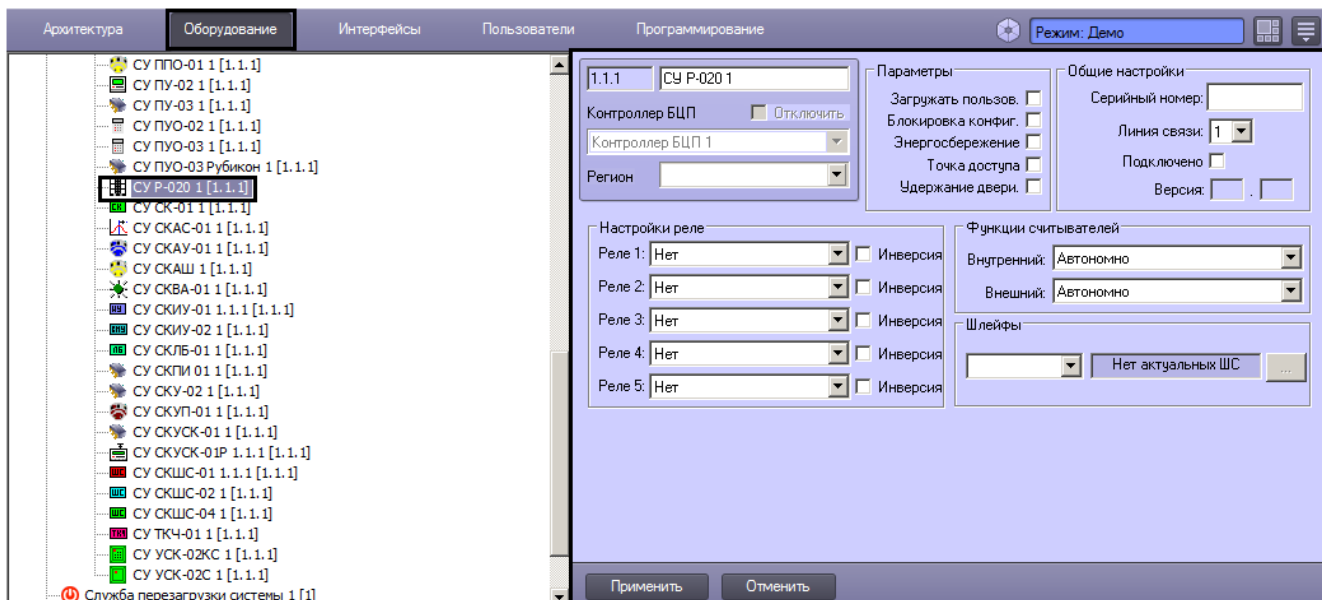 Архитектура Оборудование Интерфейсы Пользователи Программирование Режим: Демо
СУ ППО-01 1 [1.1.1]
СУ ПУ-02 1 [1.1.1]
СУ ПУ-03 1 [1.1.1]
СУ ПУО-02 1 [1.1.1]
СУ ПУО-03 1 [1.1.1]
СУ ПУО-03 Рубикон 1 [1.1.1]
СУ Р-020 1 [1.1.1]
СУ СК-01 1 [1.1.1]
СУ СКАС-01 1 [1.1.1]
СУ СКАУ-01 1 [1.1.1]
СУ СКАШ 1 [1.1.1]
СУ СКВА-01 1 [1.1.1]
СУ СКИУ-01 1.1.1 [1.1.1]
СУ СКИУ-02 1 [1.1.1]
СУ СКЛБ-01 1 [1.1.1]
СУ СКПИ 01 1 [1.1.1]
СУ СКУ-02 1 [1.1.1]
СУ СКУП-01 1 [1.1.1]
СУ СКУСК-01 1 [1.1.1]
СУ СКУСК-01Р 1.1.1 [1.1.1]
СУ СКШС-01 1.1.1 [1.1.1]
СУ СКШС-02 1 [1.1.1]
СУ СКШС-04 1 [1.1.1]
СУ ТКЧ-01 1 [1.1.1]
СУ УСК-02КС 1 [1.1.1]
СУ УСК-02С 1 [1.1.1]
Служба перезагрузки системы 1 [1]
1.1.1 СУ Р-020 1
Контроллер БЦП Отключить
Контроллер БЦП 1
Регион
Параметры
Загружать пользов.
Блокировка конфиг.
Энергосбережение
Точка доступа
Удержание двери.
Общие настройки
Серийный номер:
Линия связи: 1
Подключено
Версия: .
Настройки реле
Реле 1: Нет Инверсия
Реле 2: Нет Инверсия
Реле 3: Нет Инверсия
Реле 4: Нет Инверсия
Реле 5: Нет Инверсия
Функции считывателей
Внутренний: Автономно
Внешний: Автономно
Шлейфы
Нет актуальных ШС ...
Применить Отменить